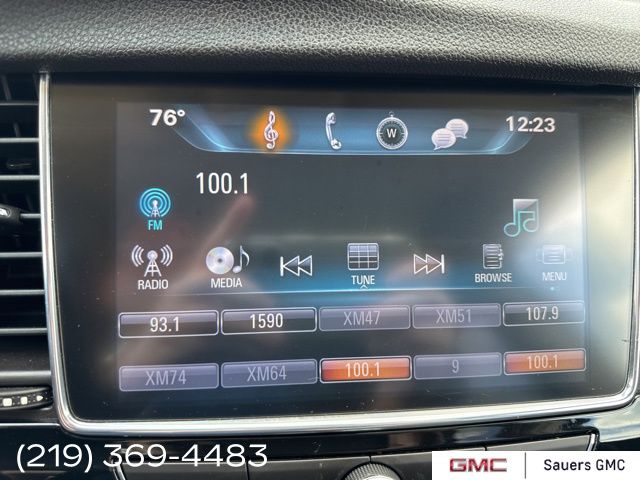 76° W 12:23
100.1
FM
RADIO MEDIA TUNE BROWSE MENU
93.1 1590 XM47 XM51 107.9
XM74 XM64 100.1 9 100.1
(219) 369-4483
GMC Sauers GMC